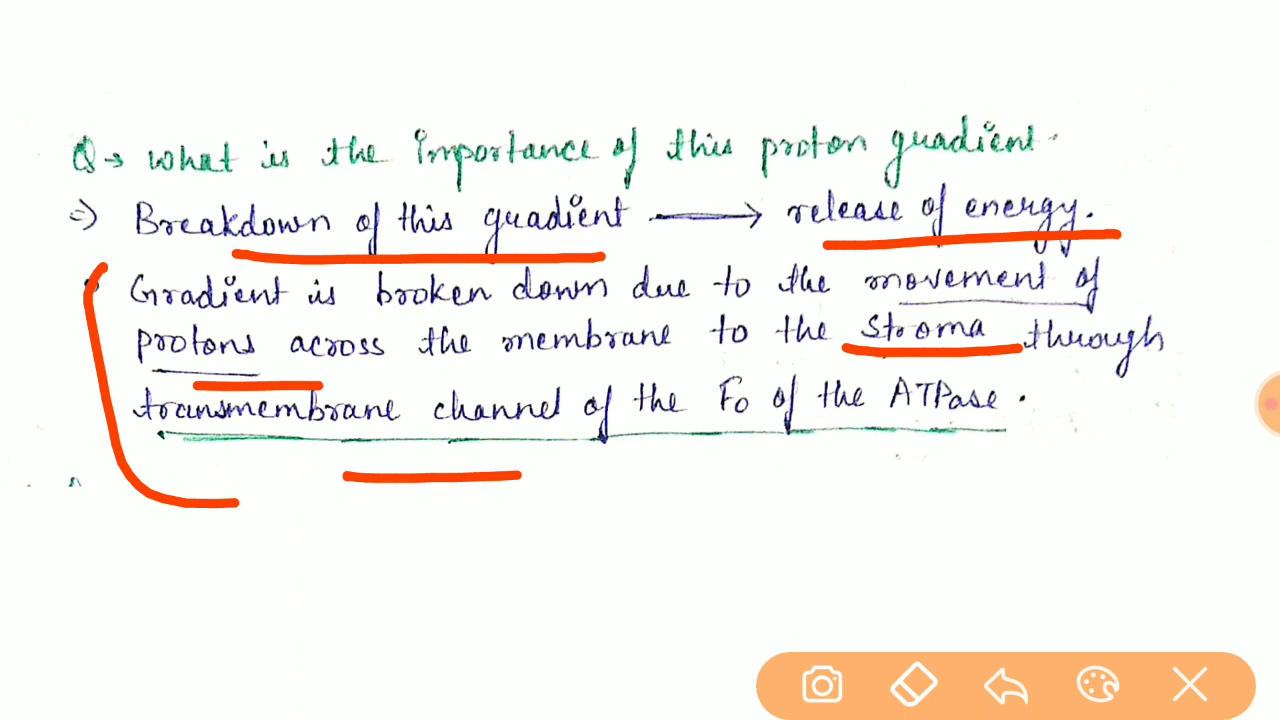 Q→ what is the importance of this proton gradient.
⇒ Breakdown of this gradient ⟶ release of energy.
Gradient is broken down due to the movement of
protons across the membrane to the stroma through
transmembrane channel of the F0 of the ATPase.